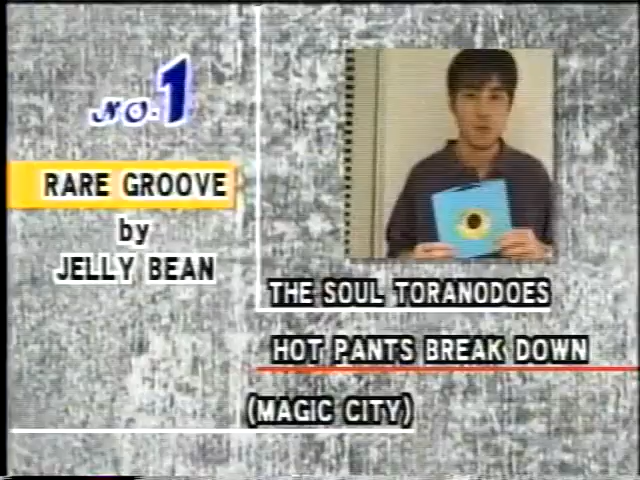 NO.1
RARE GROOVE
by
JELLY BEAN
THE SOUL TORANODOES
HOT PANTS BREAK DOWN
(MAGIC CITY)